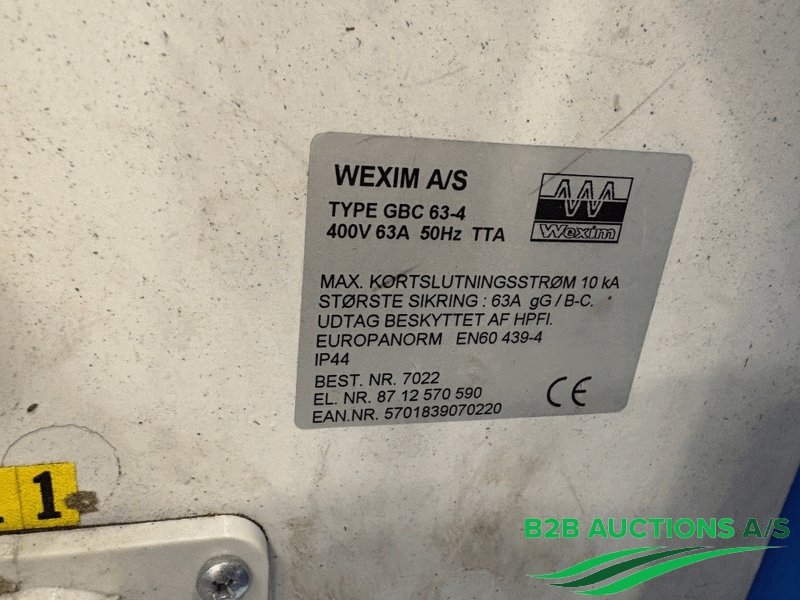 WEXIM A/S
TYPE GBC 63-4
400V 63A 50Hz TTA
Wexim
MAX. KORTSLUTNINGSSTRØM 10 kA
STØRSTE SIKRING : 63A gG / B-C.
UDTAG BESKYTTET AF HPFI.
EUROPANORM EN60 439-4
IP44
BEST. NR. 7022
EL. NR. 87 12 570 590
EAN.NR. 5701839070220
CE
1
B2B AUCTIONS A/S